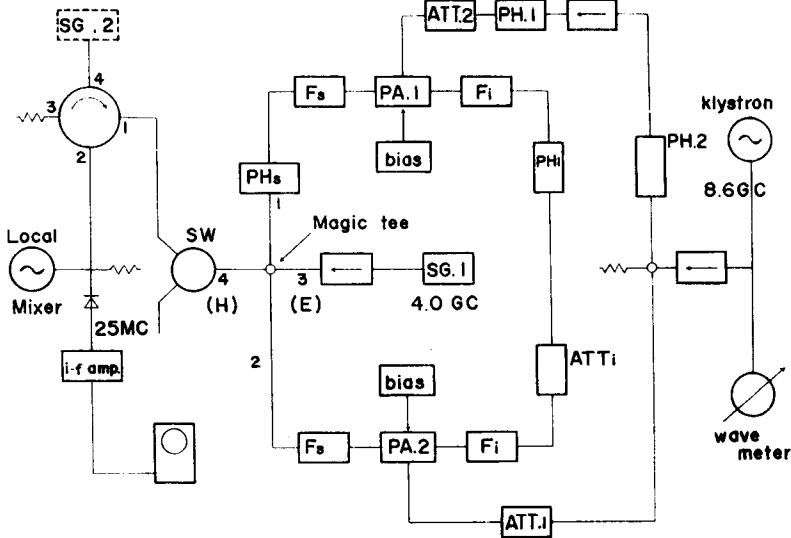 SG.2
4
3
1
2
Local
Mixer
25MC
i-f amp.
SW
4
(H)
Magic tee
3
(E)
SG.1
4.0 GC
PHs
1
2
Fs
PA.1
Fi
bias
ATT.2
PH.1
PHi
ATTi
bias
Fs
PA.2
Fi
ATT.1
PH.2
klystron
8.6GC
wave
meter